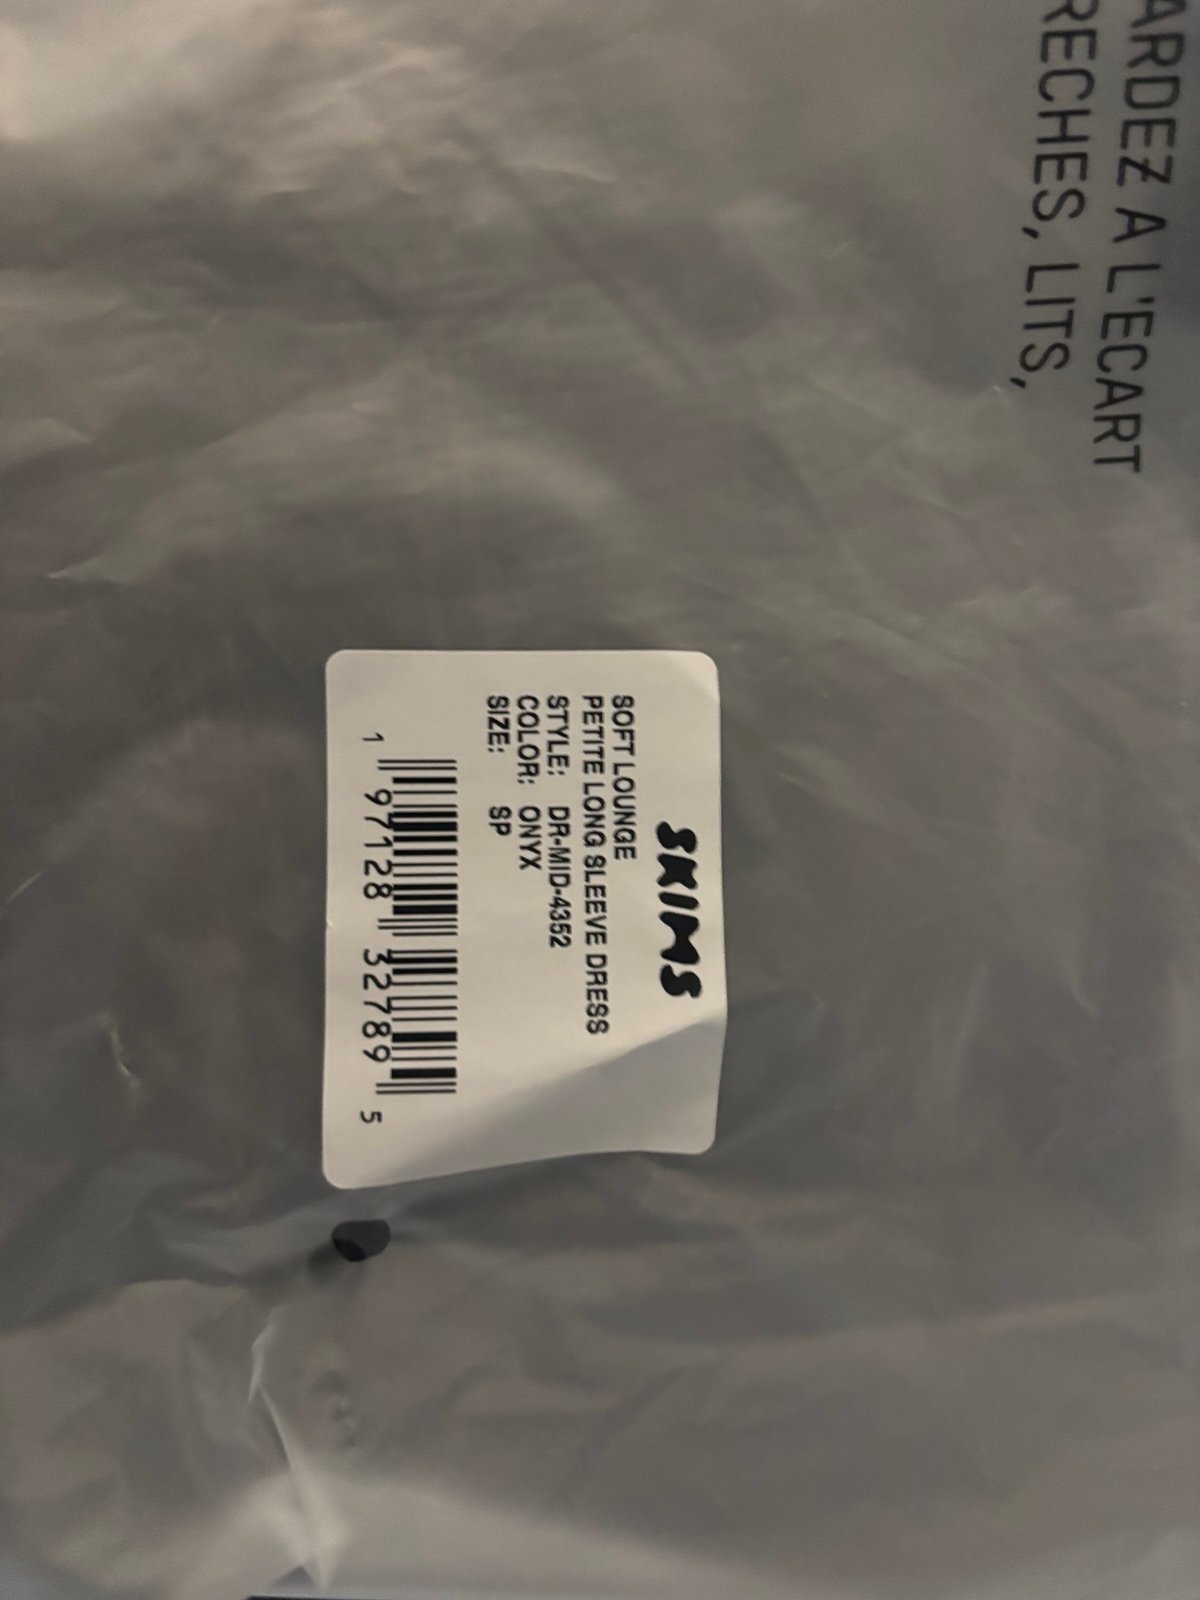 ARDEZ A L'ECART
RECHES, LITS,
SKIMS
SOFT LOUNGE
PETITE LONG SLEEVE DRESS
STYLE: DR-MID-4352
COLOR: ONYX
SIZE: SP
1 97128 32789 5